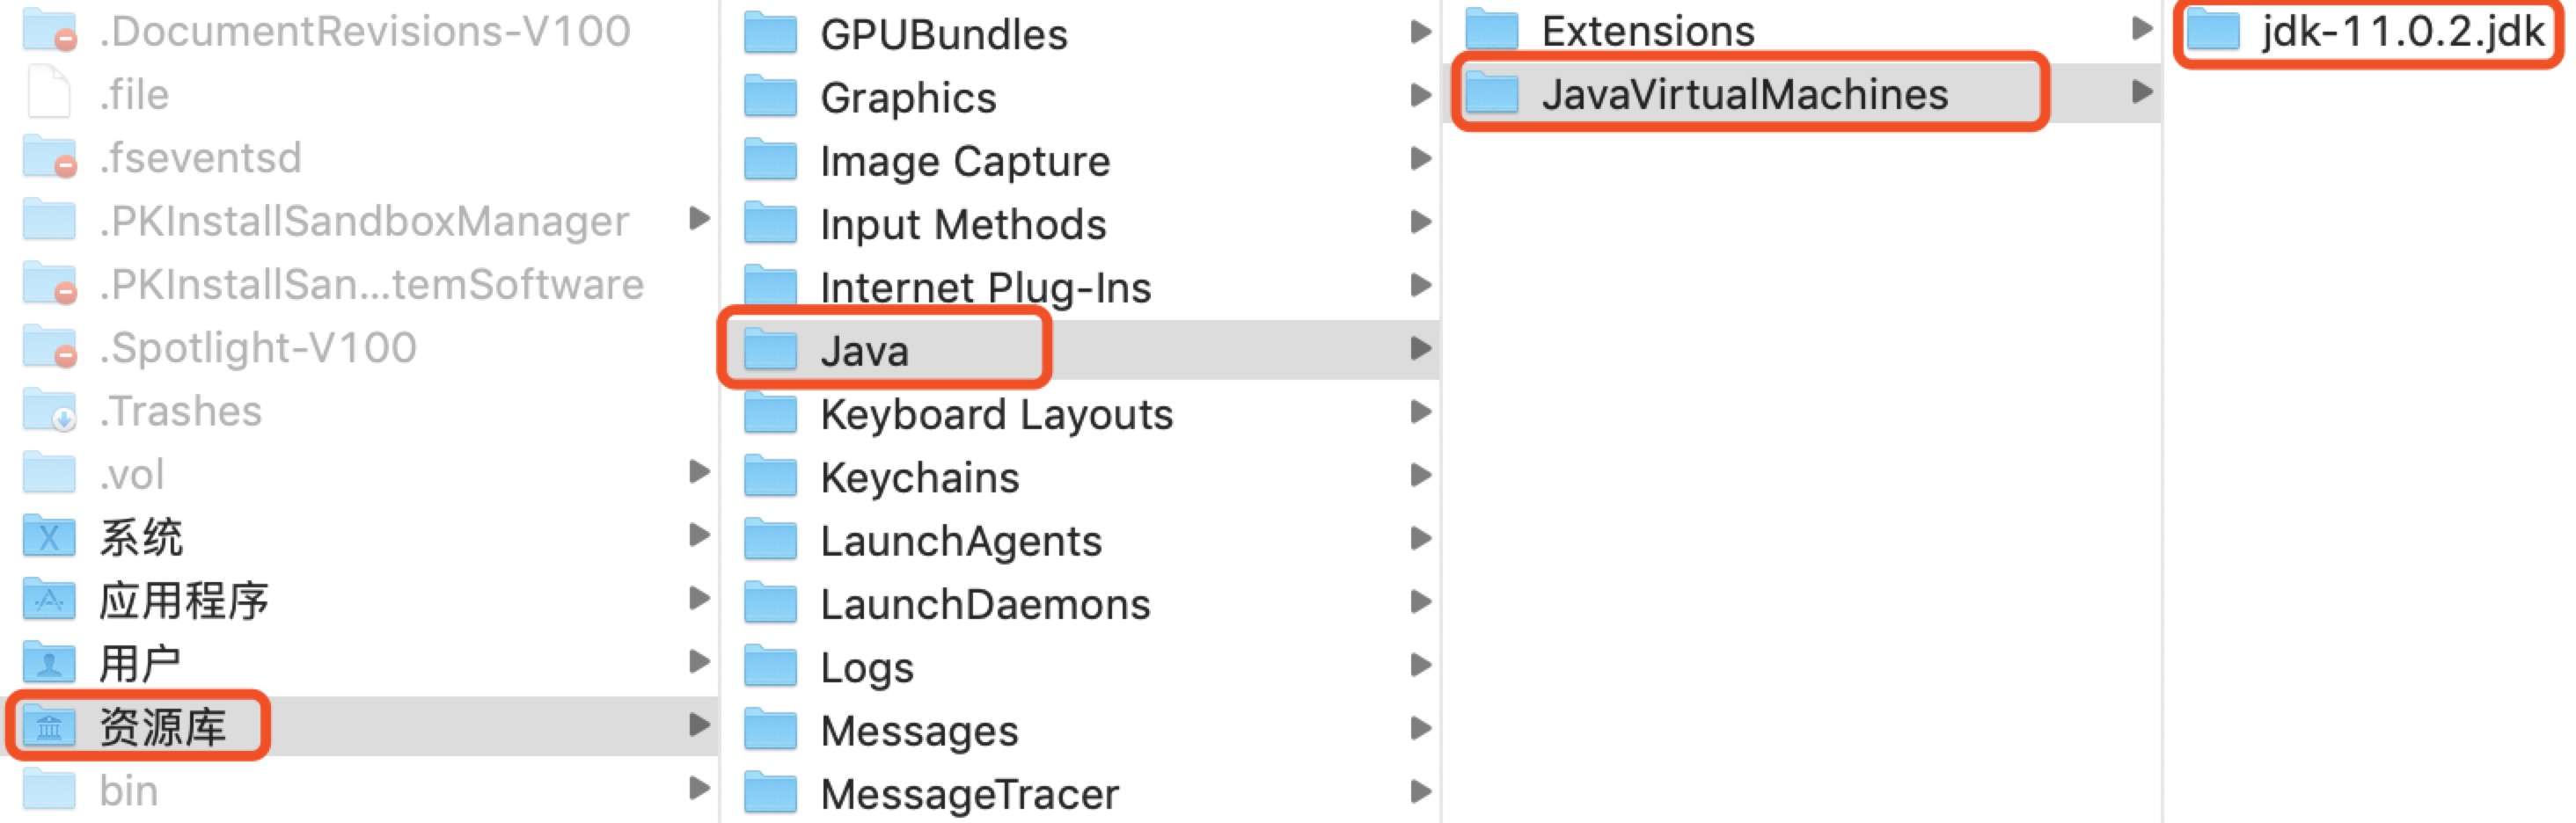 .DocumentRevisions-V100
.file
.fseventsd
.PKInstallSandboxManager
.PKInstallSan...temSoftware
.Spotlight-V100
.Trashes
.vol
系统
应用程序
用户
资源库
bin
GPUBundles
Graphics
Image Capture
Input Methods
Internet Plug-Ins
Java
Keyboard Layouts
Keychains
LaunchAgents
LaunchDaemons
Logs
Messages
MessageTracer
Extensions
JavaVirtualMachines
jdk-11.0.2.jdk